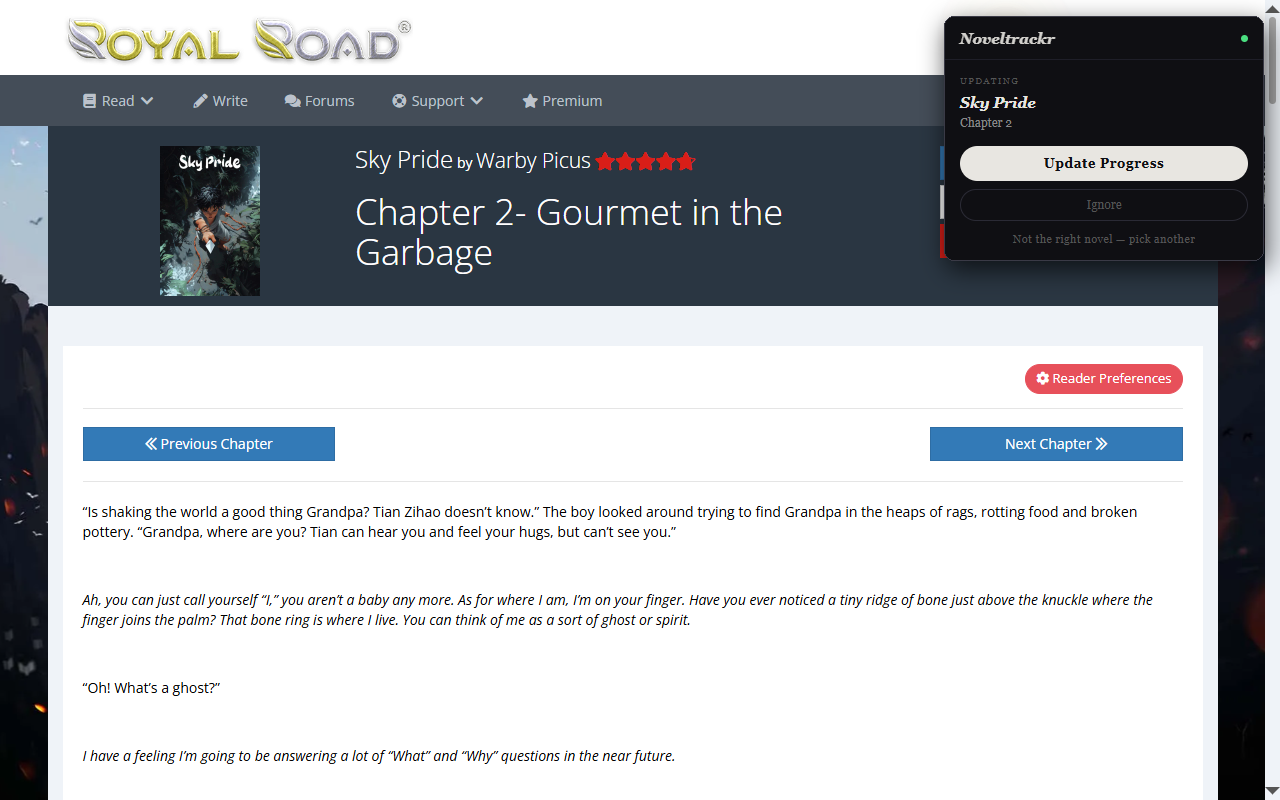 ROYAL ROAD®
Read
Write
Forums
Support
Premium
Sky Pride
Sky Pride by Warby Picus
Chapter 2- Gourmet in the
Garbage
Noveltrackr
UPDATING
Sky Pride
Chapter 2
Update Progress
Ignore
Not the right novel — pick another
Reader Preferences
Previous Chapter
Next Chapter
“Is shaking the world a good thing Grandpa? Tian Zihao doesn’t know.” The boy looked around trying to find Grandpa in the heaps of rags, rotting food and broken
pottery. “Grandpa, where are you? Tian can hear you and feel your hugs, but can’t see you.”
Ah, you can just call yourself “I,” you aren’t a baby any more. As for where I am, I’m on your finger. Have you ever noticed a tiny ridge of bone just above the knuckle where the
finger joins the palm? That bone ring is where I live. You can think of me as a sort of ghost or spirit.
“Oh! What’s a ghost?”
I have a feeling I’m going to be answering a lot of “What” and “Why” questions in the near future.